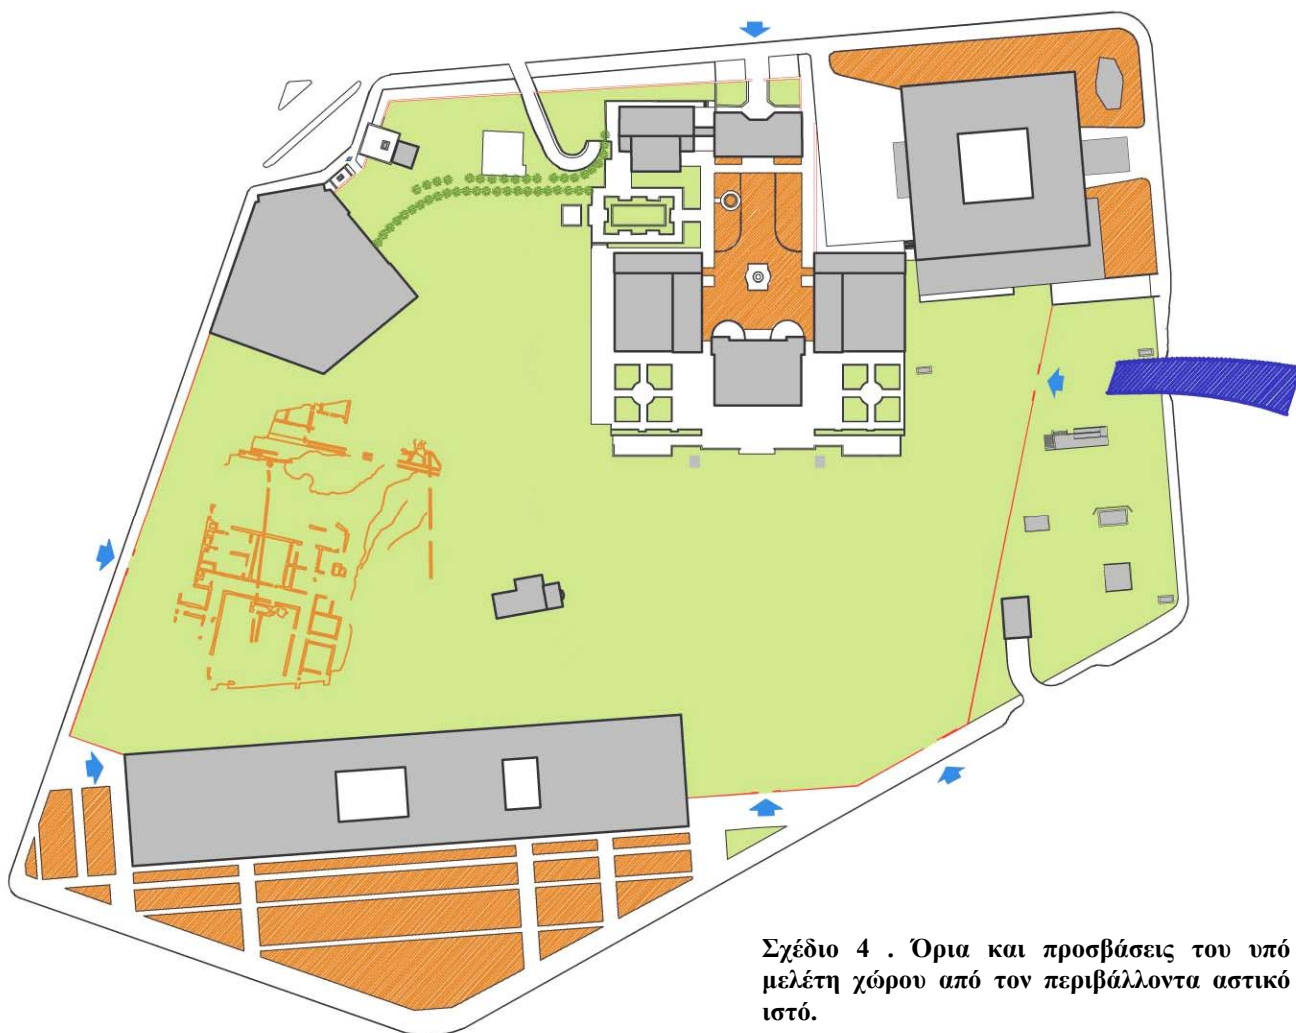 Σχέδιο 4 . Όρια και προσβάσεις του υπό
μελέτη χώρου από τον περιβάλλοντα αστικό
ιστό.